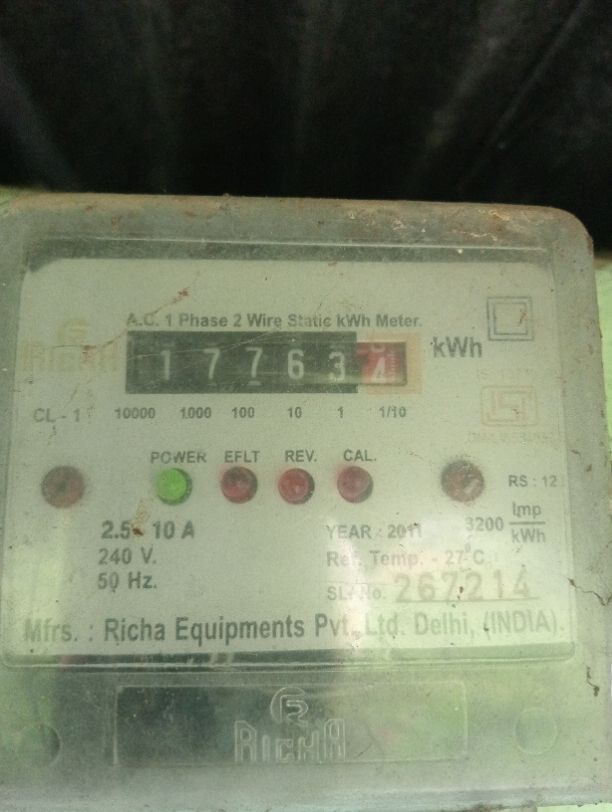 A.C. 1 Phase 2 Wire Static kWh Meter.
RICHA
1 7 7 6 3 4 kWh
CL - 1 10000 1000 100 10 1 1/10
POWER EFLT REV. CAL.
RS : 12
2.5 - 10 A YEAR : 2011 3200 Imp/kWh
240 V. Ref. Temp. - 27°C
50 Hz. SL. No. 267214
Mfrs. : Richa Equipments Pvt. Ltd. Delhi, (INDIA).
RICHA